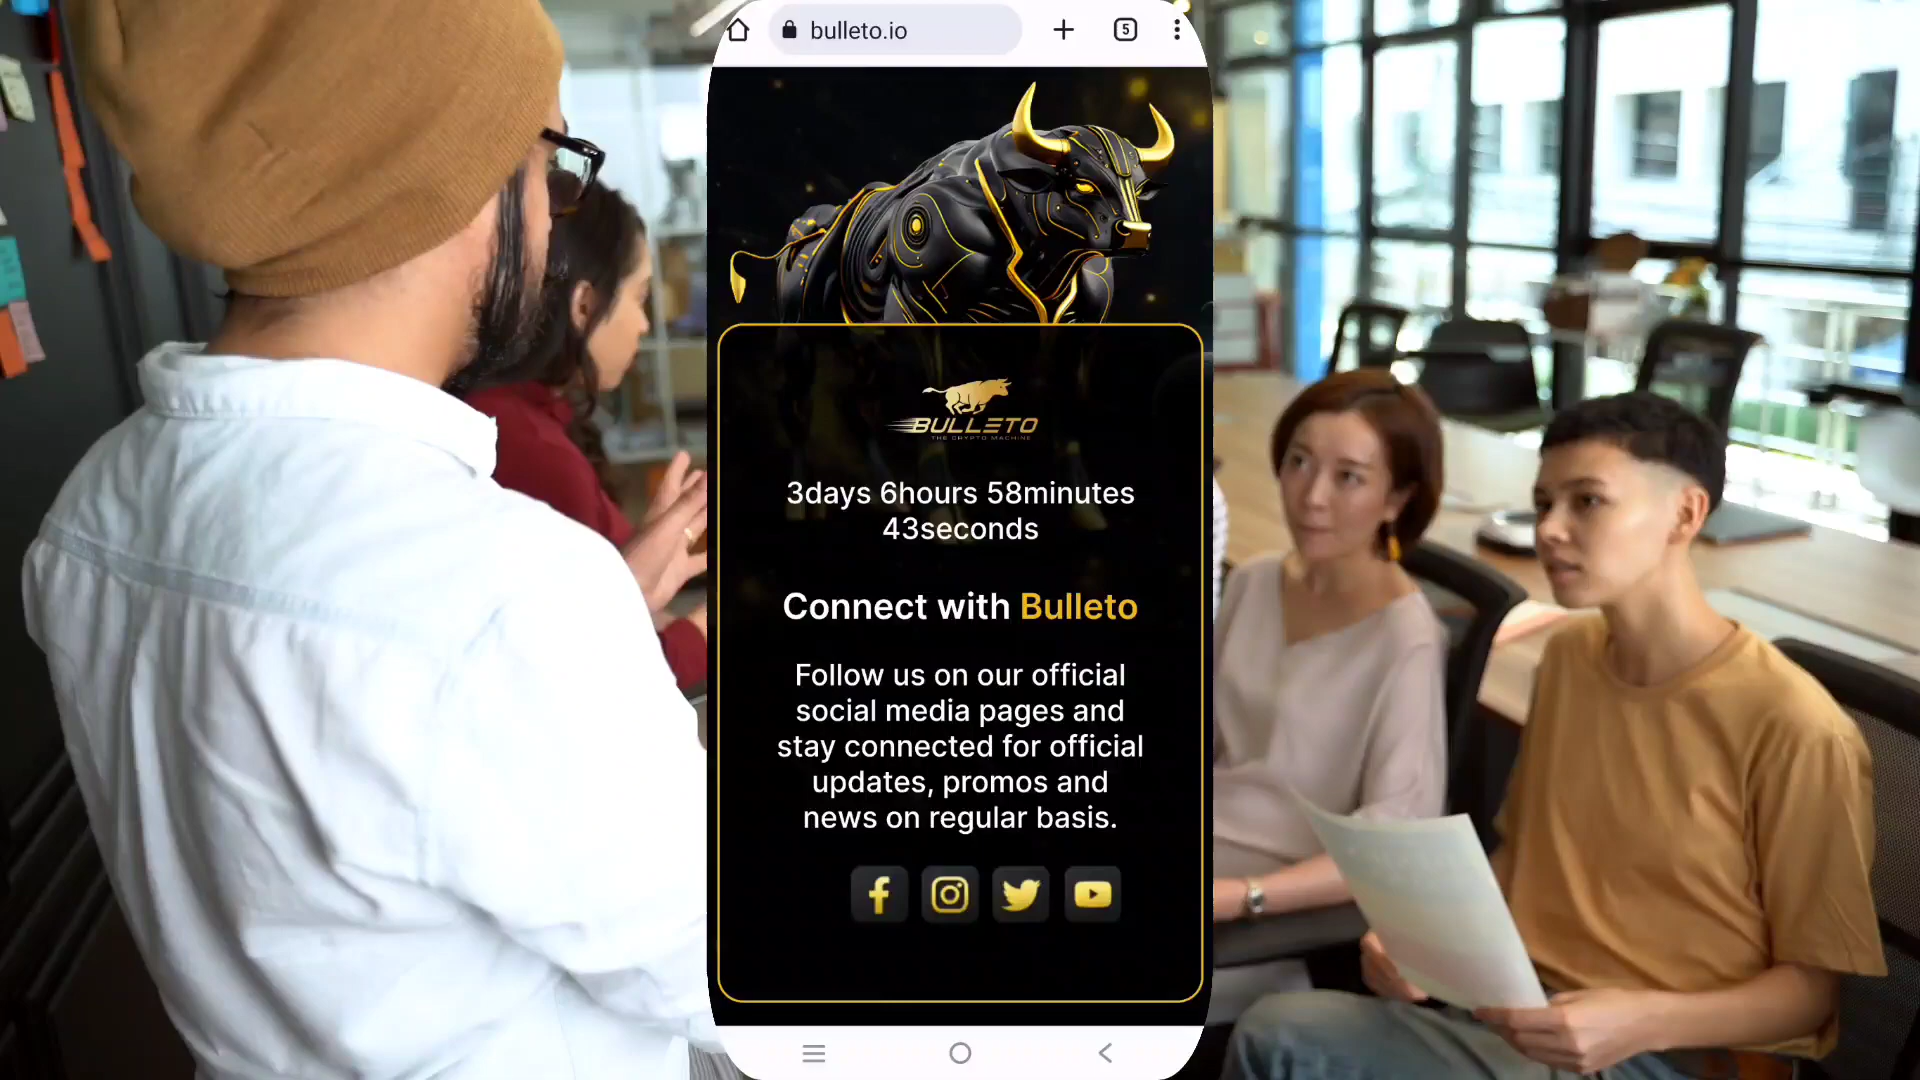 bulleto.io
5
BULLETO
THE CRYPTO MACHINE
3days 6hours 58minutes
43seconds
Connect with Bulleto
Follow us on our official
social media pages and
stay connected for official
updates, promos and
news on regular basis.